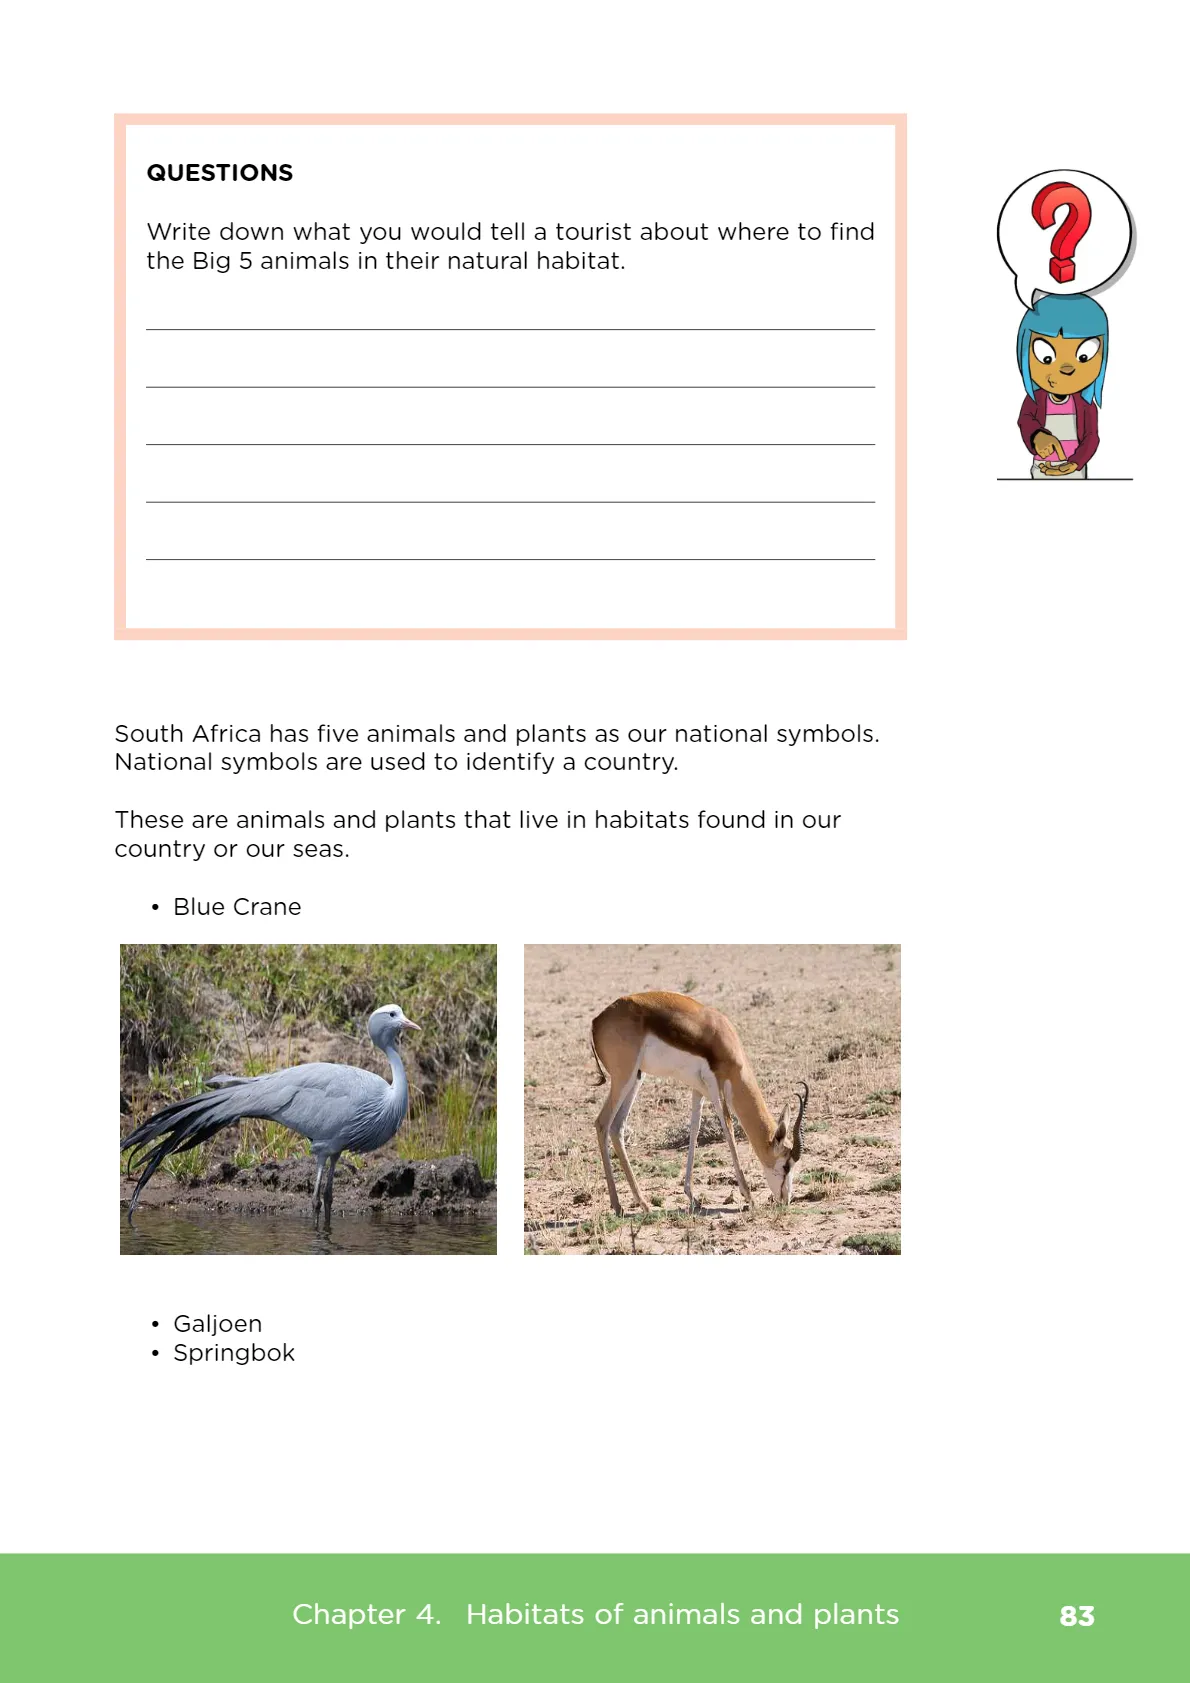 QUESTIONS
Write down what you would tell a tourist about where to find
the Big 5 animals in their natural habitat.
South Africa has five animals and plants as our national symbols.
National symbols are used to identify a country.
These are animals and plants that live in habitats found in our
country or our seas.
• Blue Crane
• Galjoen
• Springbok
Chapter 4. Habitats of animals and plants 83